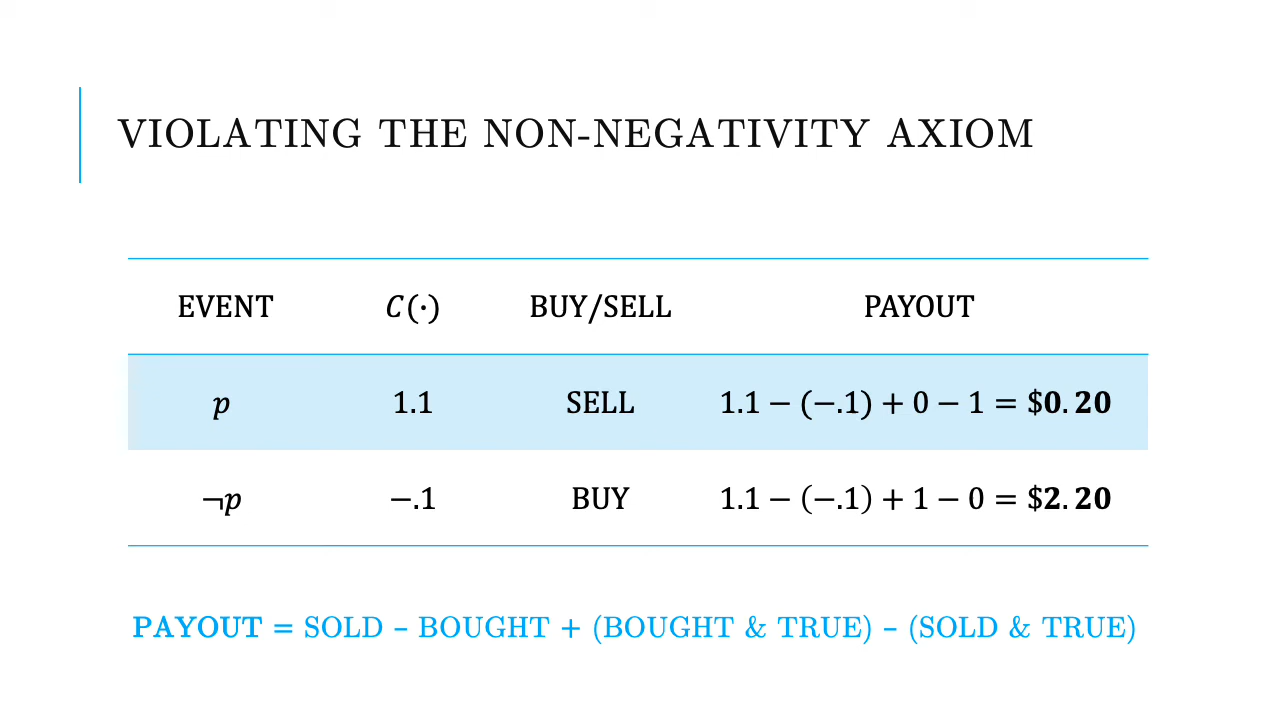 VIOLATING THE NON-NEGATIVITY AXIOM
EVENT C(·) BUY/SELL PAYOUT
p 1.1 SELL 1.1 − (−.1) + 0 − 1 = $0.20
¬p −.1 BUY 1.1 − (−.1) + 1 − 0 = $2.20
PAYOUT = SOLD – BOUGHT + (BOUGHT & TRUE) – (SOLD & TRUE)